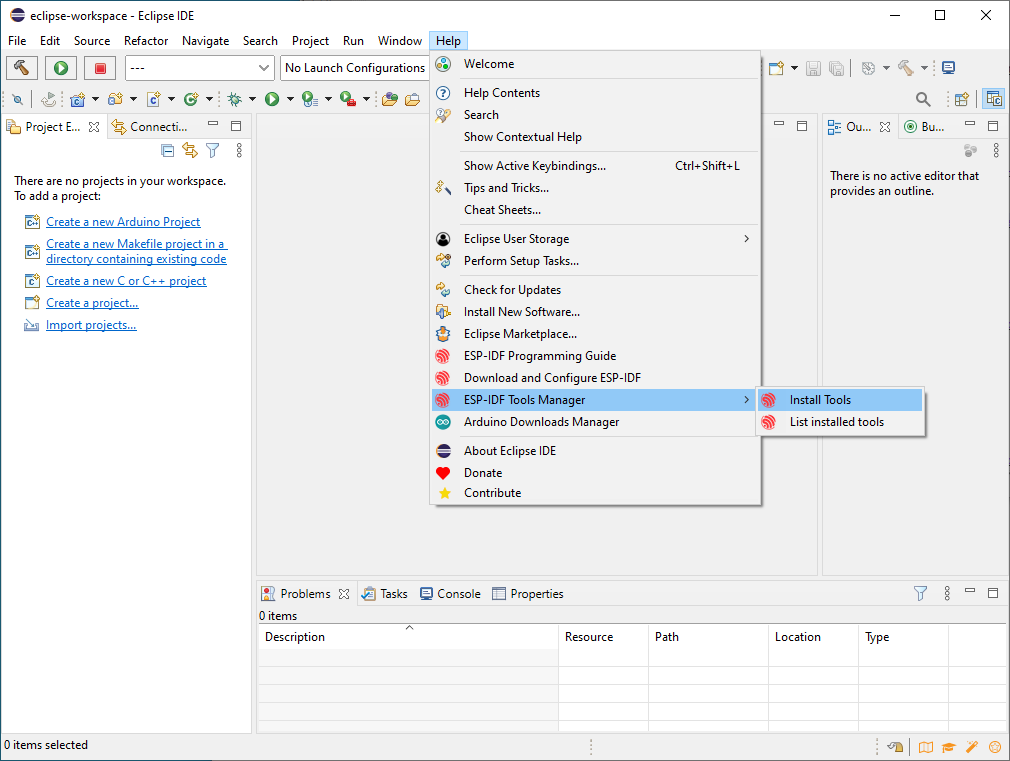 eclipse-workspace - Eclipse IDE
File Edit Source Refactor Navigate Search Project Run Window Help
---
No Launch Configurations
Project E...
Connecti...
There are no projects in your workspace.
To add a project:
Create a new Arduino Project
Create a new Makefile project in a
directory containing existing code
Create a new C or C++ project
Create a project...
Import projects...
Welcome
Help Contents
Search
Show Contextual Help
Show Active Keybindings... Ctrl+Shift+L
Tips and Tricks...
Cheat Sheets...
Eclipse User Storage
Perform Setup Tasks...
Check for Updates
Install New Software...
Eclipse Marketplace...
ESP-IDF Programming Guide
Download and Configure ESP-IDF
ESP-IDF Tools Manager
Arduino Downloads Manager
About Eclipse IDE
Donate
Contribute
Install Tools
List installed tools
Ou...
Bu...
There is no active editor that
provides an outline.
Problems Tasks Console Properties
0 items
Description Resource Path Location Type
0 items selected